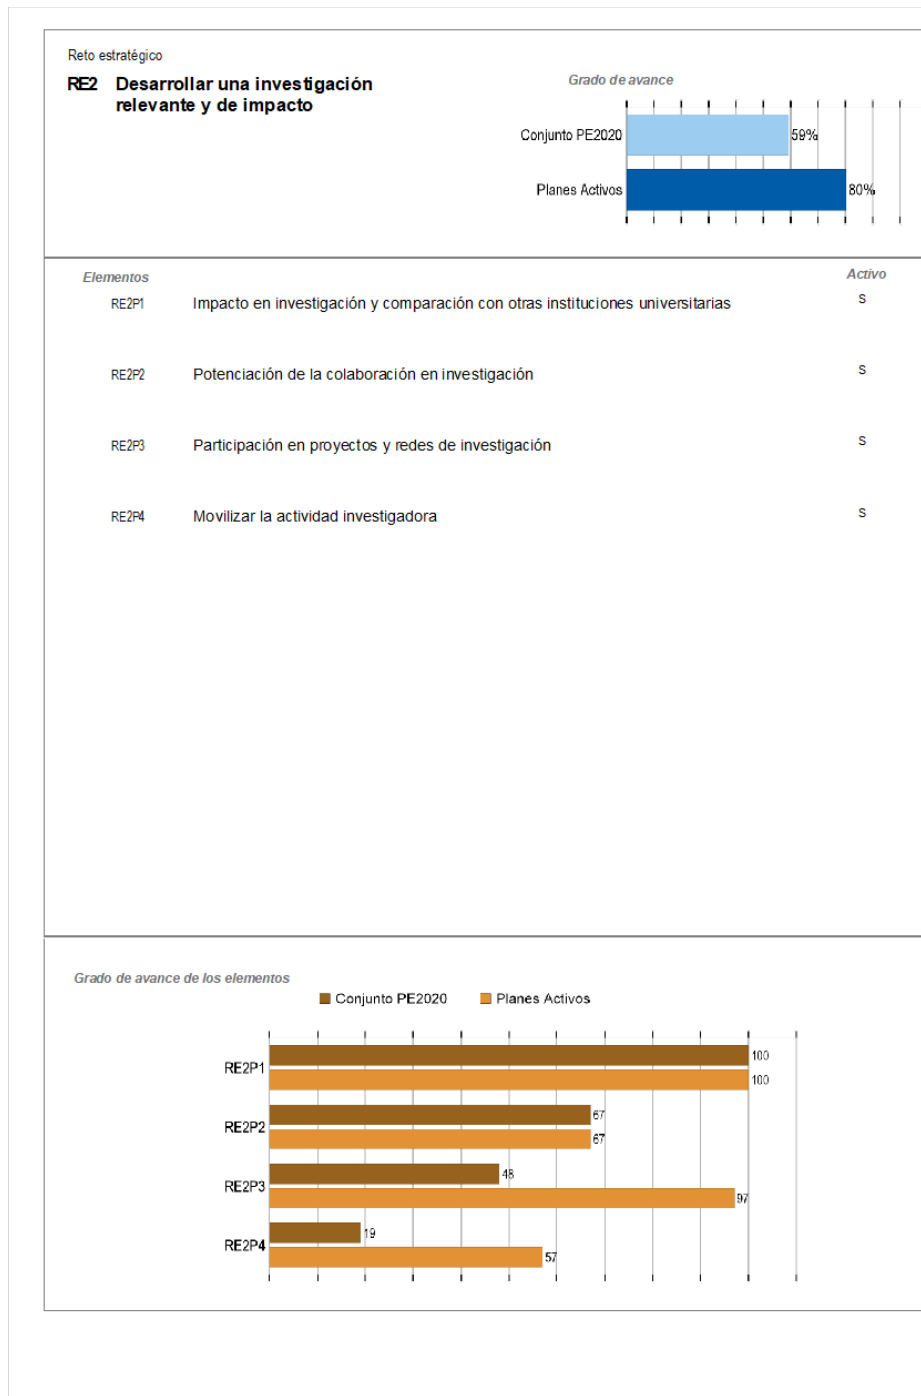 Reto estratégico
RE2 Desarrollar una investigación
relevante y de impacto
Grado de avance
Conjunto PE2020 59%
Planes Activos 80%
Elementos Activo
RE2P1 Impacto en investigación y comparación con otras instituciones universitarias S
RE2P2 Potenciación de la colaboración en investigación S
RE2P3 Participación en proyectos y redes de investigación S
RE2P4 Movilizar la actividad investigadora S
Grado de avance de los elementos
Conjunto PE2020 Planes Activos
RE2P1 100
100
RE2P2 67
67
RE2P3 48
97
RE2P4 19
57